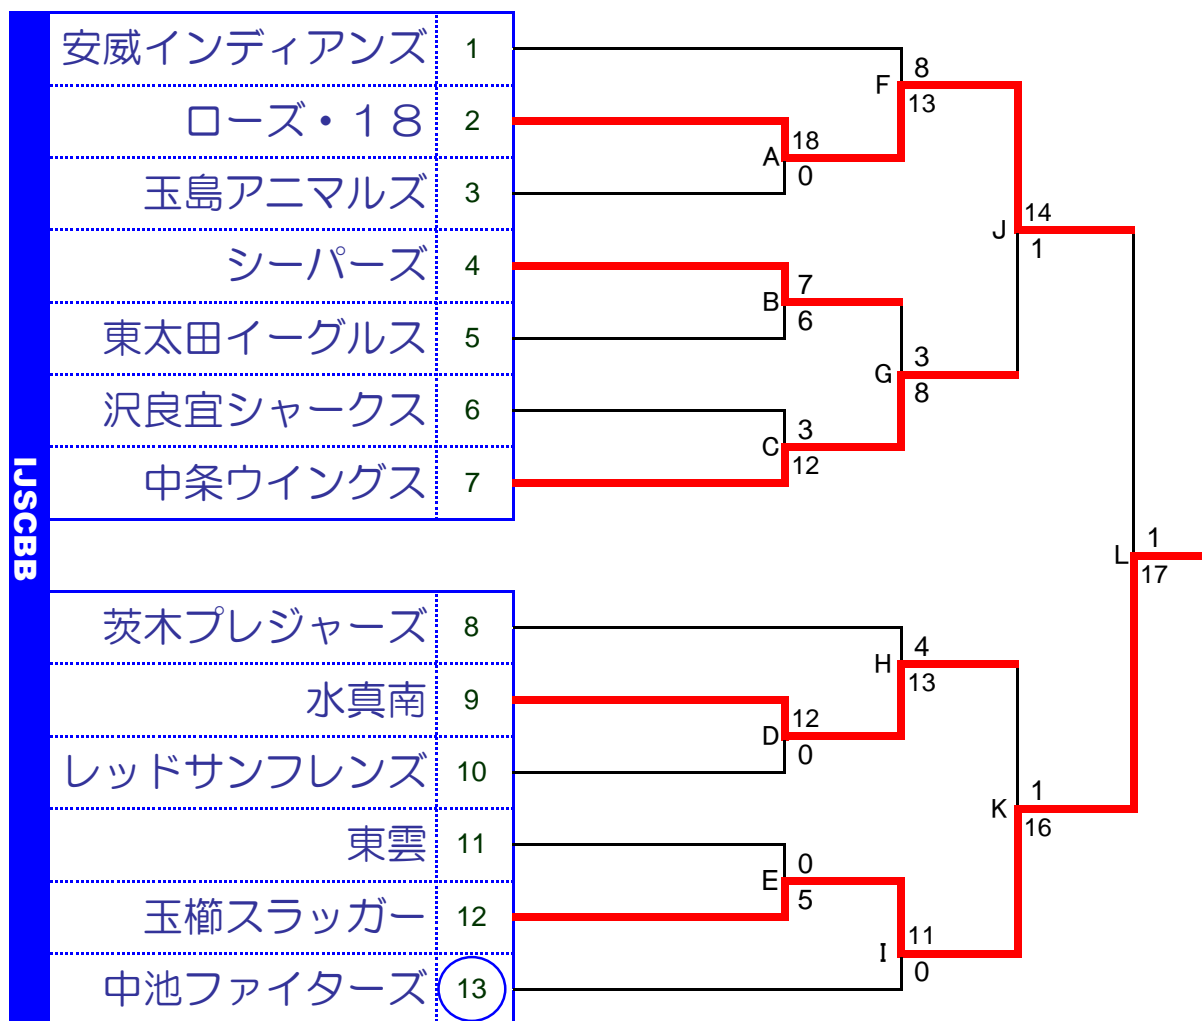 IJSCBB
安威インディアンズ 1
ローズ・１８ 2
玉島アニマルズ 3
シーパーズ 4
東太田イーグルス 5
沢良宜シャークス 6
中条ウイングス 7
茨木プレジャーズ 8
水真南 9
レッドサンフレンズ 10
東雲 11
玉櫛スラッガー 12
中池ファイターズ 13
A 18
0
B 7
6
C 3
12
D 12
0
E 0
5
F 8
13
G 3
8
H 4
13
I 11
0
J 14
1
K 1
16
L 1
17